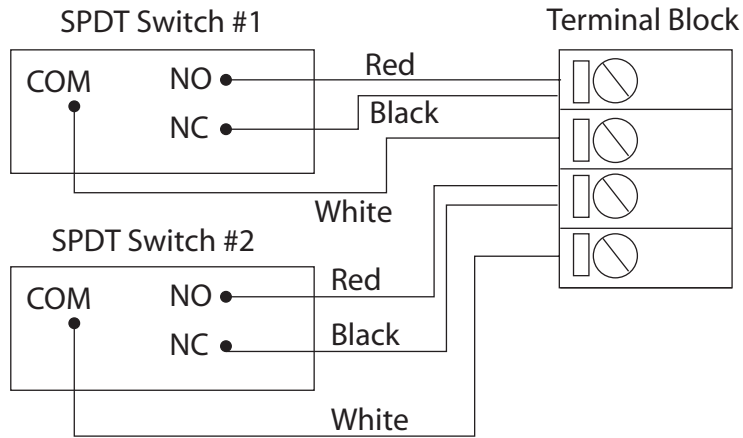 SPDT Switch #1
Terminal Block
COM
NO
NC
Red
Black
White
SPDT Switch #2
COM
NO
NC
Red
Black
White